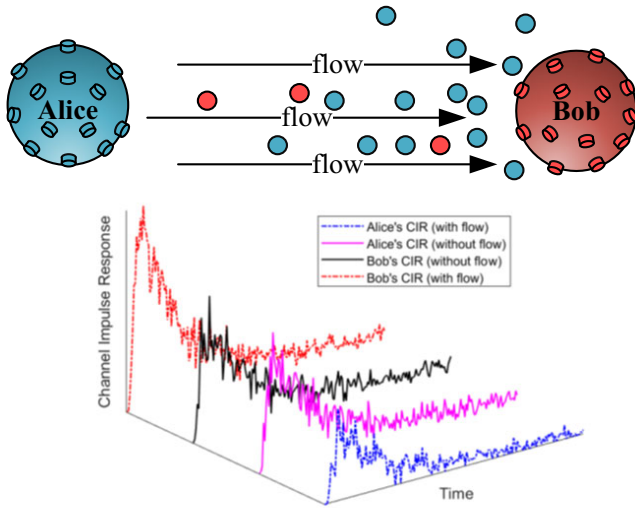 flow
Alice
flow
Bob
flow
Channel Impulse Response
Alice's CIR (with flow)
Alice's CIR (without flow)
Bob's CIR (without flow)
Bob's CIR (with flow)
Time